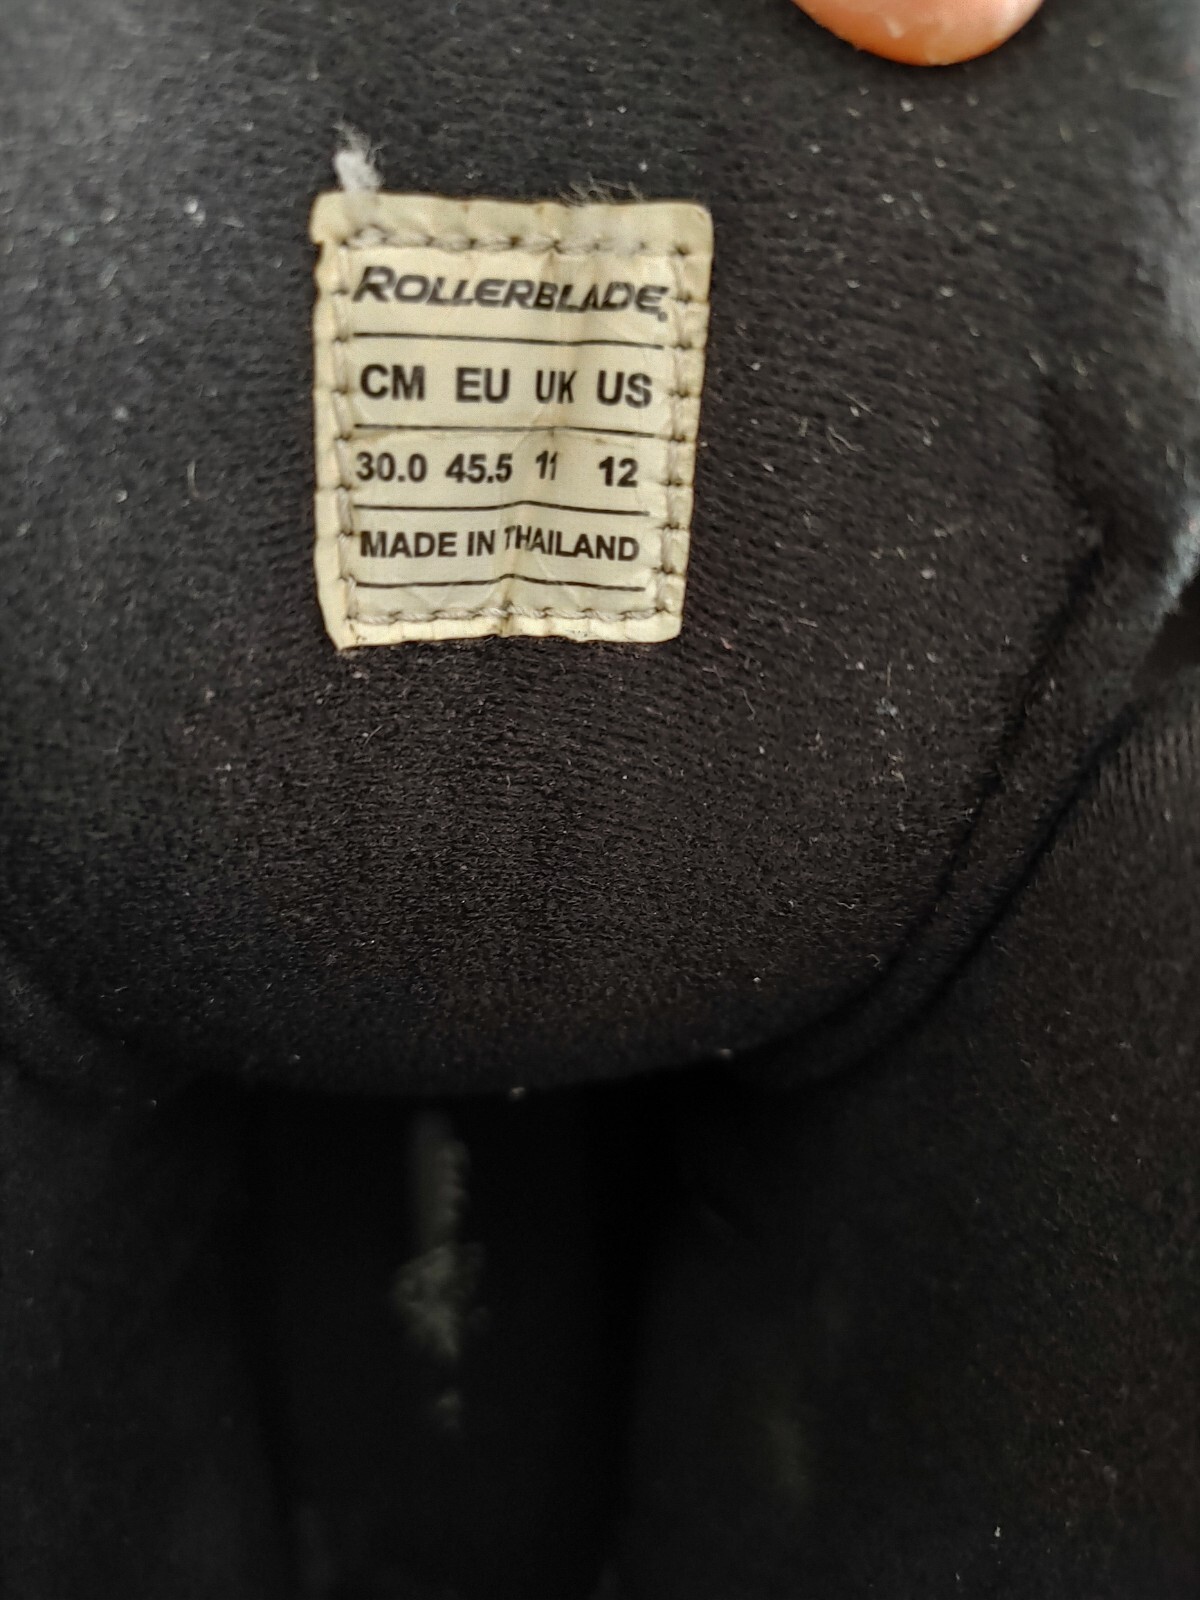 ROLLERBLADE
CM EU UK US
30.0 45.5 11 12
MADE IN THAILAND